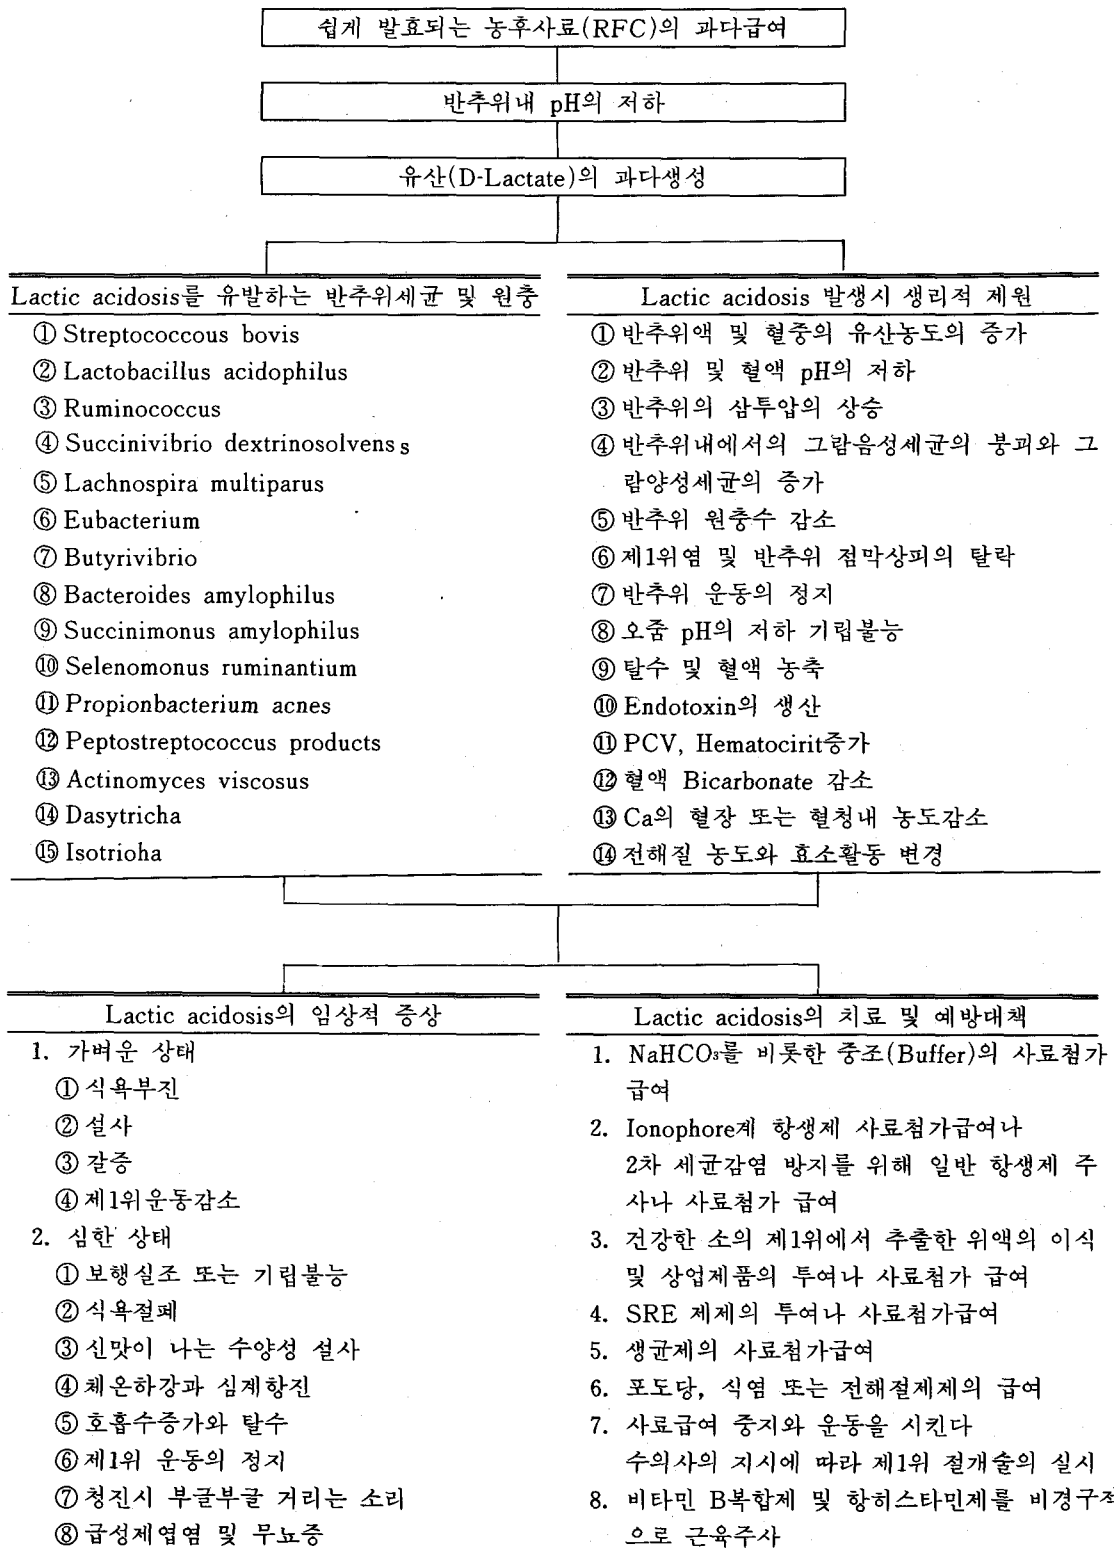 쉽게 발효되는 농후사료(RFC)의 과다급여
반추위내 pH의 저하
유산(D-Lactate)의 과다생성
Lactic acidosis를 유발하는 반추위세균 및 원충
① Streptococcous bovis
② Lactobacillus acidophilus
③ Ruminococcus
④ Succinivibrio dextrinosolvens s
⑤ Lachnospira multiparus
⑥ Eubacterium
⑦ Butyrivibrio
⑧ Bacteroides amylophilus
⑨ Succinimonus amylophilus
⑩ Selenomonus ruminantium
⑪ Propionbacterium acnes
⑫ Peptostreptococcus products
⑬ Actinomyces viscosus
⑭ Dasytricha
⑮ Isotrioha
Lactic acidosis 발생시 생리적 제원
① 반추위액 및 혈중의 유산농도의 증가
② 반추위 및 혈액 pH의 저하
③ 반추위의 삼투압의 상승
④ 반추위내에서의 그람음성세균의 붕괴와 그
람양성세균의 증가
⑤ 반추위 원충수 감소
⑥ 제1위염 및 반추위 점막상피의 탈락
⑦ 반추위 운동의 정지
⑧ 오줌 pH의 저하 기립불능
⑨ 탈수 및 혈액 농축
⑩ Endotoxin의 생산
⑪ PCV, Hematocirit증가
⑫ 혈액 Bicarbonate 감소
⑬ Ca의 혈장 또는 혈청내 농도감소
⑭ 전해질 농도와 효소활동 변경
Lactic acidosis의 임상적 증상
1. 가벼운 상태
① 식욕부진
② 설사
③ 갈증
④ 제1위운동감소
2. 심한 상태
① 보행실조 또는 기립불능
② 식욕절폐
③ 신맛이 나는 수양성 설사
④ 체온하강과 심계항진
⑤ 호흡수증가와 탈수
⑥ 제1위 운동의 정지
⑦ 청진시 부글부글 거리는 소리
⑧ 급성제엽염 및 무뇨증
Lactic acidosis의 치료 및 예방대책
1. NaHCO₃를 비롯한 중조(Buffer)의 사료첨가
급여
2. Ionophore계 항생제 사료첨가급여나
2차 세균감염 방지를 위해 일반 항생제 주
사나 사료첨가 급여
3. 건강한 소의 제1위에서 추출한 위액의 이식
및 상업제품의 투여나 사료첨가 급여
4. SRE 제제의 투여나 사료첨가급여
5. 생균제의 사료첨가급여
6. 포도당, 식염 또는 전해절제제의 급여
7. 사료급여 중지와 운동을 시킨다
수의사의 지시에 따라 제1위 절개술의 실시
8. 비타민 B복합제 및 항히스타민제를 비경구적
으로 근육주사